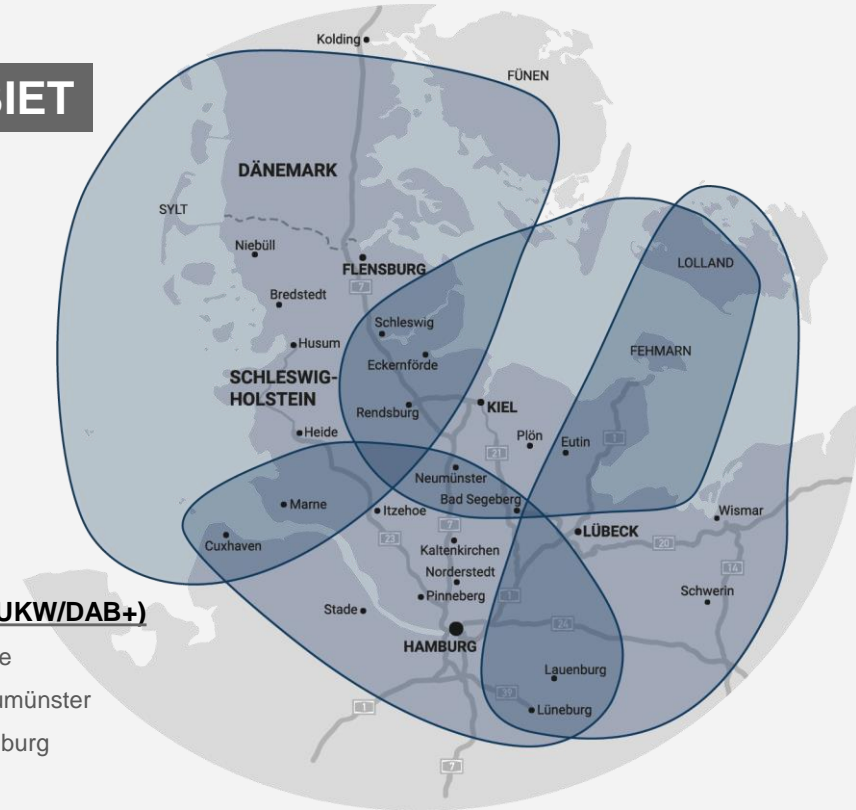 Kolding
FÜNEN
BIET
DÄNEMARK
SYLT
Niebüll
FLENSBURG
LOLLAND
7
Bredstedt
Schleswig
Husum
FEHMARN
Eckernförde
SCHLESWIG-
HOLSTEIN
Rendsburg
KIEL
Heide
Plön
Eutin
1
21
Neumünster
Bad Segeberg
Marne
Itzehoe
Wismar
7
LÜBECK
Cuxhaven
23
Kaltenkirchen
20
Norderstedt
14
Pinneberg
1
Schwerin
UKW/DAB+)
Stade
24
HAMBURG
Lauenburg
39
Lüneburg
1
umünster
burg
7